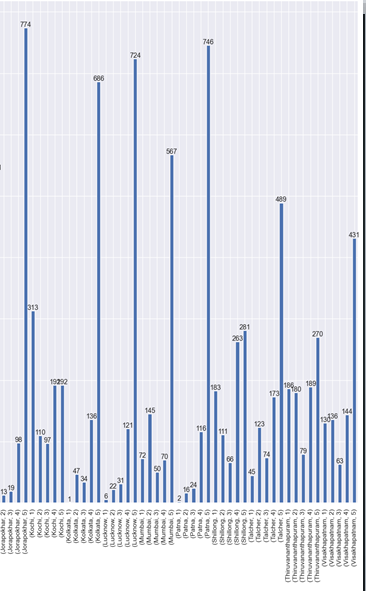 13
19
98
774
313
110
97
192
192
1
47
34
136
686
6
22
31
121
724
72
145
50
70
567
2
16
24
116
746
183
111
66
263
281
45
123
74
173
489
186
180
79
189
270
130
136
63
144
431
(Jorapokhar, 2)
(Jorapokhar, 3)
(Jorapokhar, 4)
(Jorapokhar, 5)
(Kochi, 1)
(Kochi, 2)
(Kochi, 3)
(Kochi, 4)
(Kochi, 5)
(Kolkata, 1)
(Kolkata, 2)
(Kolkata, 3)
(Kolkata, 4)
(Kolkata, 5)
(Lucknow, 1)
(Lucknow, 2)
(Lucknow, 3)
(Lucknow, 4)
(Lucknow, 5)
(Mumbai, 1)
(Mumbai, 2)
(Mumbai, 3)
(Mumbai, 4)
(Mumbai, 5)
(Patna, 1)
(Patna, 2)
(Patna, 3)
(Patna, 4)
(Patna, 5)
(Shillong, 1)
(Shillong, 2)
(Shillong, 3)
(Shillong, 4)
(Shillong, 5)
(Talcher, 1)
(Talcher, 2)
(Talcher, 3)
(Talcher, 4)
(Talcher, 5)
(Thiruvananthapuram, 1)
(Thiruvananthapuram, 2)
(Thiruvananthapuram, 3)
(Thiruvananthapuram, 4)
(Thiruvananthapuram, 5)
(Visakhapatnam, 1)
(Visakhapatnam, 2)
(Visakhapatnam, 3)
(Visakhapatnam, 4)
(Visakhapatnam, 5)